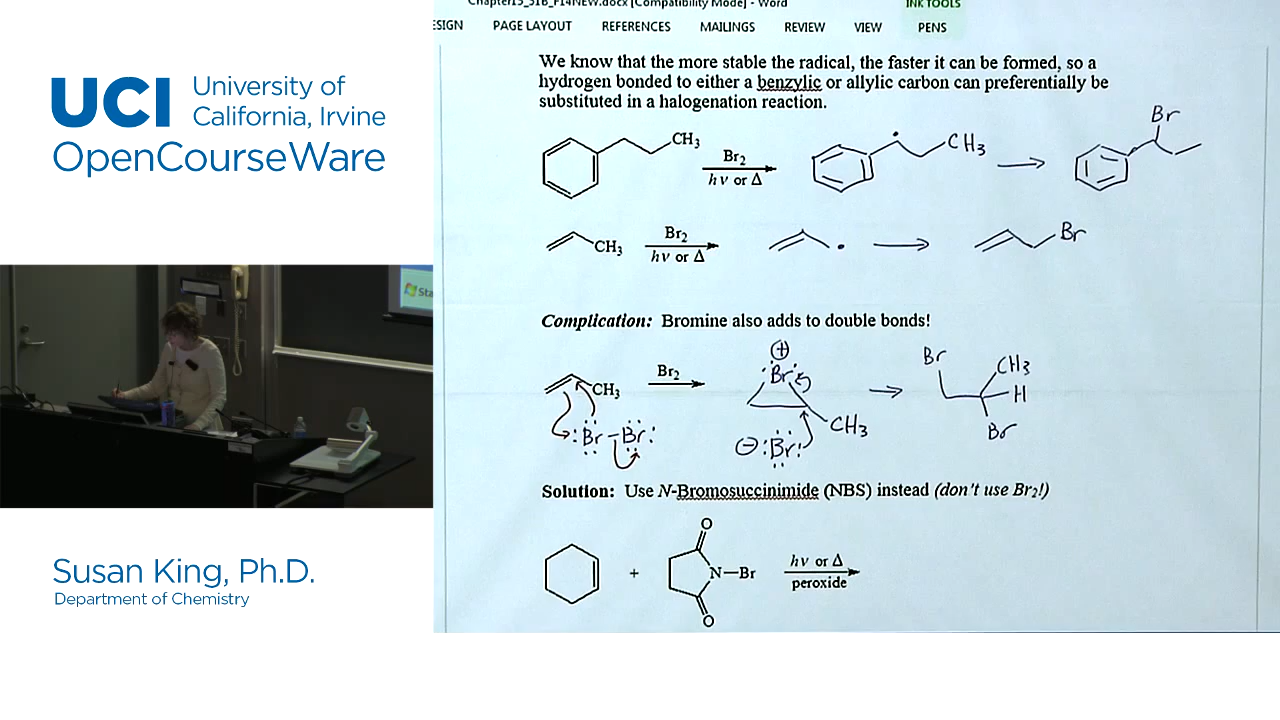 Chapter15_51B_F14NEW.docx [Compatibility Mode] - Word
INK TOOLS
ESIGN PAGE LAYOUT REFERENCES MAILINGS REVIEW VIEW PENS
UCI University of California, Irvine
OpenCourseWare
We know that the more stable the radical, the faster it can be formed, so a
hydrogen bonded to either a benzylic or allylic carbon can preferentially be
substituted in a halogenation reaction.
CH3 Br2 hν or Δ CH3 Br
CH3 Br2 hν or Δ Br
Complication: Bromine also adds to double bonds!
CH3 Br2 + Br Br CH3 H
Br - Br CH3 Br Br
Solution: Use N-Bromosuccinimide (NBS) instead (don't use Br2!)
+ O N—Br O hν or Δ peroxide
Sta
Susan King, Ph.D.
Department of Chemistry